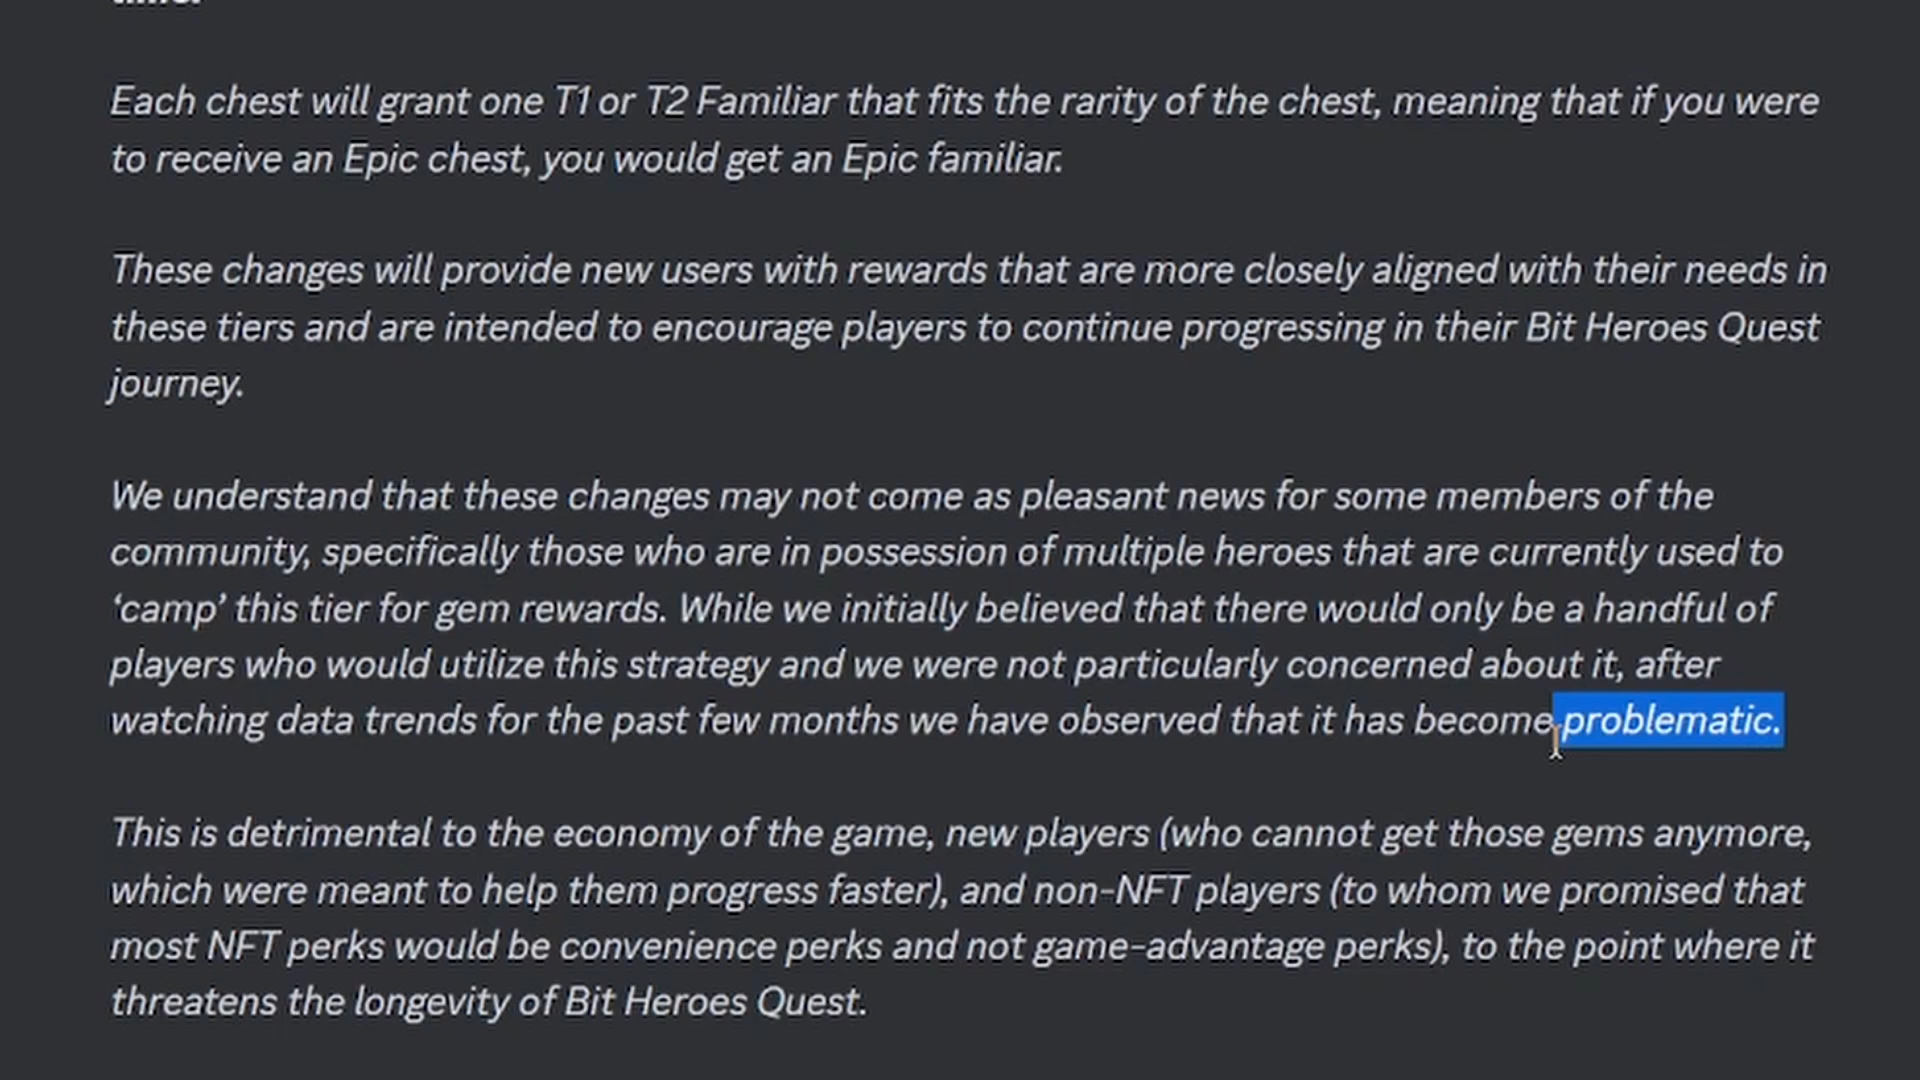 Each chest will grant one T1 or T2 Familiar that fits the rarity of the chest, meaning that if you were
to receive an Epic chest, you would get an Epic familiar.
These changes will provide new users with rewards that are more closely aligned with their needs in
these tiers and are intended to encourage players to continue progressing in their Bit Heroes Quest
journey.
We understand that these changes may not come as pleasant news for some members of the
community, specifically those who are in possession of multiple heroes that are currently used to
‘camp’ this tier for gem rewards. While we initially believed that there would only be a handful of
players who would utilize this strategy and we were not particularly concerned about it, after
watching data trends for the past few months we have observed that it has become problematic.
This is detrimental to the economy of the game, new players (who cannot get those gems anymore,
which were meant to help them progress faster), and non-NFT players (to whom we promised that
most NFT perks would be convenience perks and not game-advantage perks), to the point where it
threatens the longevity of Bit Heroes Quest.